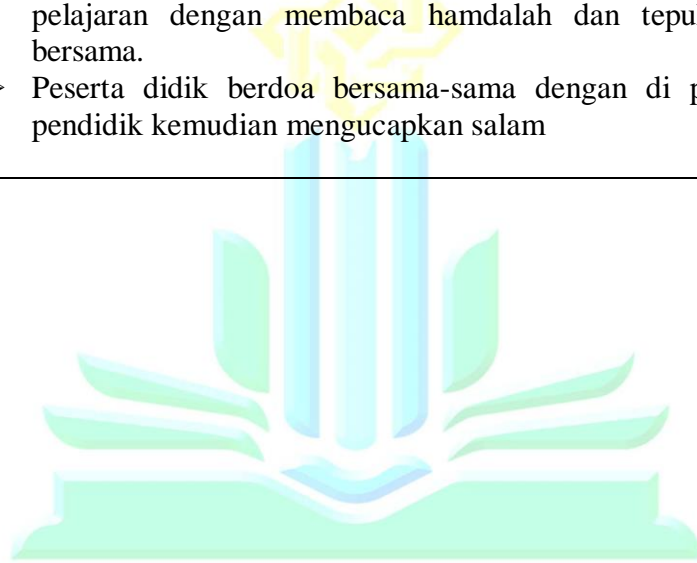 pelajaran dengan membaca hamdalah dan tepu
bersama.
Peserta didik berdoa bersama-sama dengan di p
pendidik kemudian mengucapkan salam